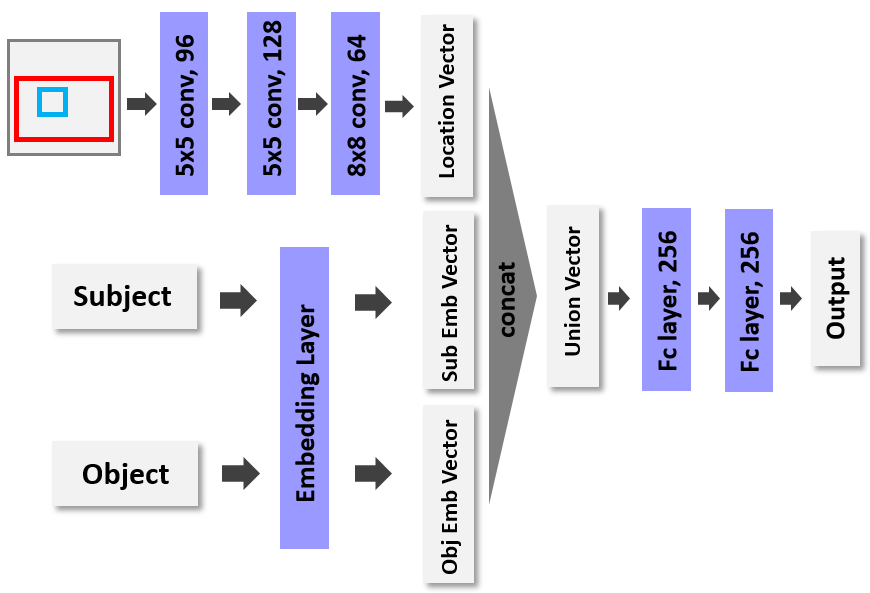 5x5 conv, 96
5x5 conv, 128
8x8 conv, 64
Location Vector
Subject
Object
Embedding Layer
Sub Emb Vector
Obj Emb Vector
concat
Union Vector
Fc layer, 256
Fc layer, 256
Output